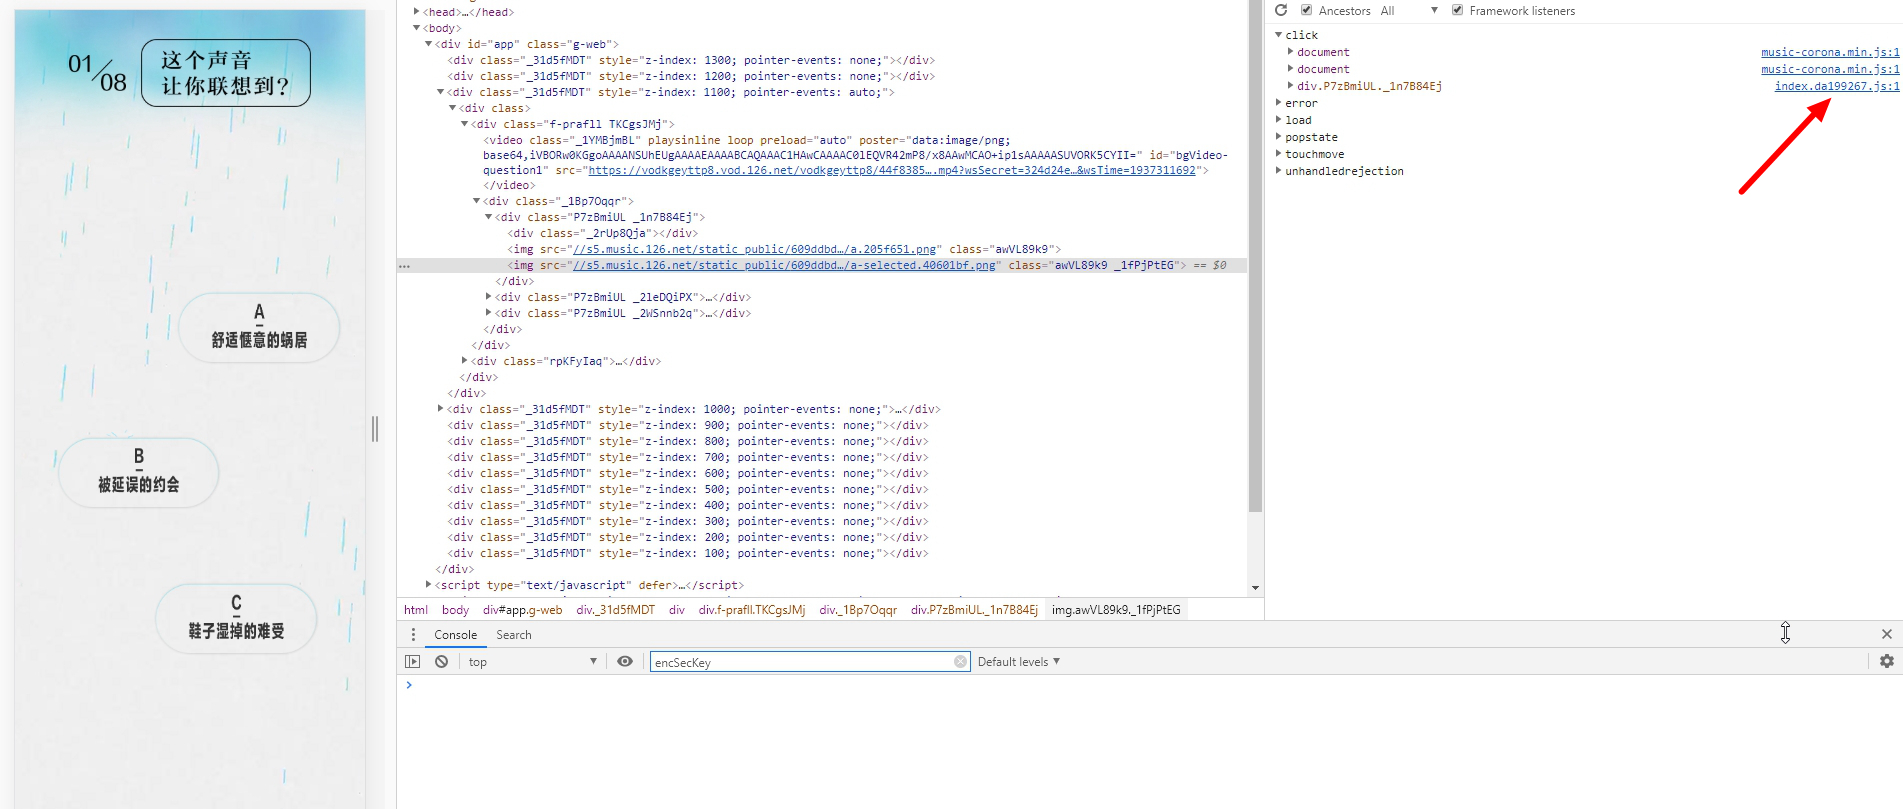 01/08
这个声音
让你联想到?
A
舒适惬意的蜗居
B
被延误的约会
C
鞋子湿掉的难受
<head>…</head>
<body>
<div id="app" class="g-web">
<div class="_31d5fMDT" style="z-index: 1300; pointer-events: none;"></div>
<div class="_31d5fMDT" style="z-index: 1200; pointer-events: none;"></div>
<div class="_31d5fMDT" style="z-index: 1100; pointer-events: auto;">
<div class>
<div class="f-prafll TKCgsJMj">
<video class="_1YMBjmBL" playsinline loop preload="auto" poster="data:image/png;
base64,iVBORw0KGgoAAAANSUhEUgAAAAEAAAABCAQAAAC1HAwCAAAAC0lEQVR42mP8/x8AAwMCAO+ip1sAAAAASUVORK5CYII=" id="bgVideo-
question1" src="https://vodkgeyttp8.vod.126.net/vodkgeyttp8/44f8385….mp4?wsSecret=324d24e…&wsTime=1937311692">
</video>
<div class="_1Bp7Oqqr">
<div class="P7zBmiUL _1n7B84Ej">
<div class="_2rUp8Qja"></div>
<img src="//s5.music.126.net/static_public/609ddbd…/a.205f651.png" class="awVL89k9">
… <img src="//s5.music.126.net/static_public/609ddbd…/a-selected.40601bf.png" class="awVL89k9 _1fPjPtEG"> == $0
</div>
<div class="P7zBmiUL _2leDQiPX">…</div>
<div class="P7zBmiUL _2WSnnb2q">…</div>
</div>
</div>
<div class="rpKFyIaq">…</div>
</div>
</div>
<div class="_31d5fMDT" style="z-index: 1000; pointer-events: none;">…</div>
<div class="_31d5fMDT" style="z-index: 900; pointer-events: none;"></div>
<div class="_31d5fMDT" style="z-index: 800; pointer-events: none;"></div>
<div class="_31d5fMDT" style="z-index: 700; pointer-events: none;"></div>
<div class="_31d5fMDT" style="z-index: 600; pointer-events: none;"></div>
<div class="_31d5fMDT" style="z-index: 500; pointer-events: none;"></div>
<div class="_31d5fMDT" style="z-index: 400; pointer-events: none;"></div>
<div class="_31d5fMDT" style="z-index: 300; pointer-events: none;"></div>
<div class="_31d5fMDT" style="z-index: 200; pointer-events: none;"></div>
<div class="_31d5fMDT" style="z-index: 100; pointer-events: none;"></div>
</div>
<script type="text/javascript" defer>…</script>
html body div#app.g-web div._31d5fMDT div div.f-prafll.TKCgsJMj div._1Bp7Oqqr div.P7zBmiUL._1n7B84Ej img.awVL89k9._1fPjPtEG
Ancestors All Framework listeners
click
document music-corona.min.js:1
document music-corona.min.js:1
div.P7zBmiUL._1n7B84Ej index.da199267.js:1
error
load
popstate
touchmove
unhandledrejection
Console Search
top encSecKey Default levels